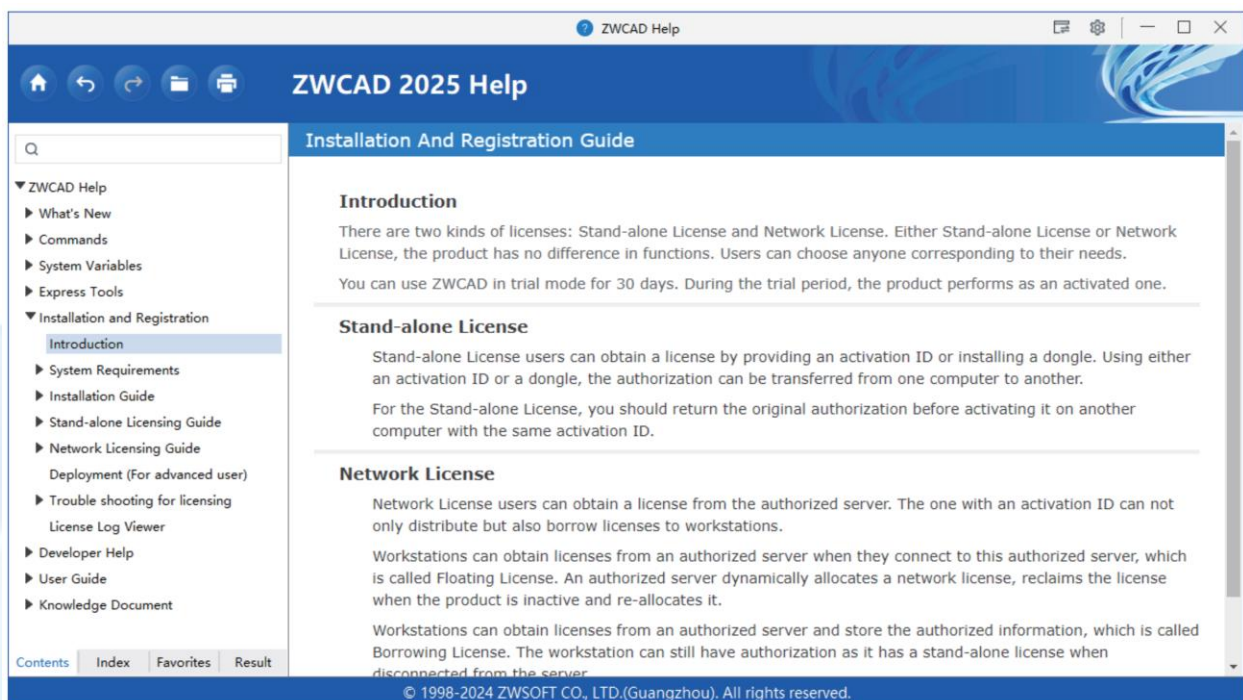 ZWCAD Help
ZWCAD 2025 Help
ZWCAD Help
What's New
Commands
System Variables
Express Tools
Installation and Registration
Introduction
System Requirements
Installation Guide
Stand-alone Licensing Guide
Network Licensing Guide
Deployment (For advanced user)
Trouble shooting for licensing
License Log Viewer
Developer Help
User Guide
Knowledge Document
Contents Index Favorites Result
Installation And Registration Guide
Introduction
There are two kinds of licenses: Stand-alone License and Network License. Either Stand-alone License or Network
License, the product has no difference in functions. Users can choose anyone corresponding to their needs.
You can use ZWCAD in trial mode for 30 days. During the trial period, the product performs as an activated one.
Stand-alone License
Stand-alone License users can obtain a license by providing an activation ID or installing a dongle. Using either
an activation ID or a dongle, the authorization can be transferred from one computer to another.
For the Stand-alone License, you should return the original authorization before activating it on another
computer with the same activation ID.
Network License
Network License users can obtain a license from the authorized server. The one with an activation ID can not
only distribute but also borrow licenses to workstations.
Workstations can obtain licenses from an authorized server when they connect to this authorized server, which
is called Floating License. An authorized server dynamically allocates a network license, reclaims the license
when the product is inactive and re-allocates it.
Workstations can obtain licenses from an authorized server and store the authorized information, which is called
Borrowing License. The workstation can still have authorization as it has a stand-alone license when
disconnected from the server.
© 1998-2024 ZWSOFT CO., LTD.(Guangzhou). All rights reserved.